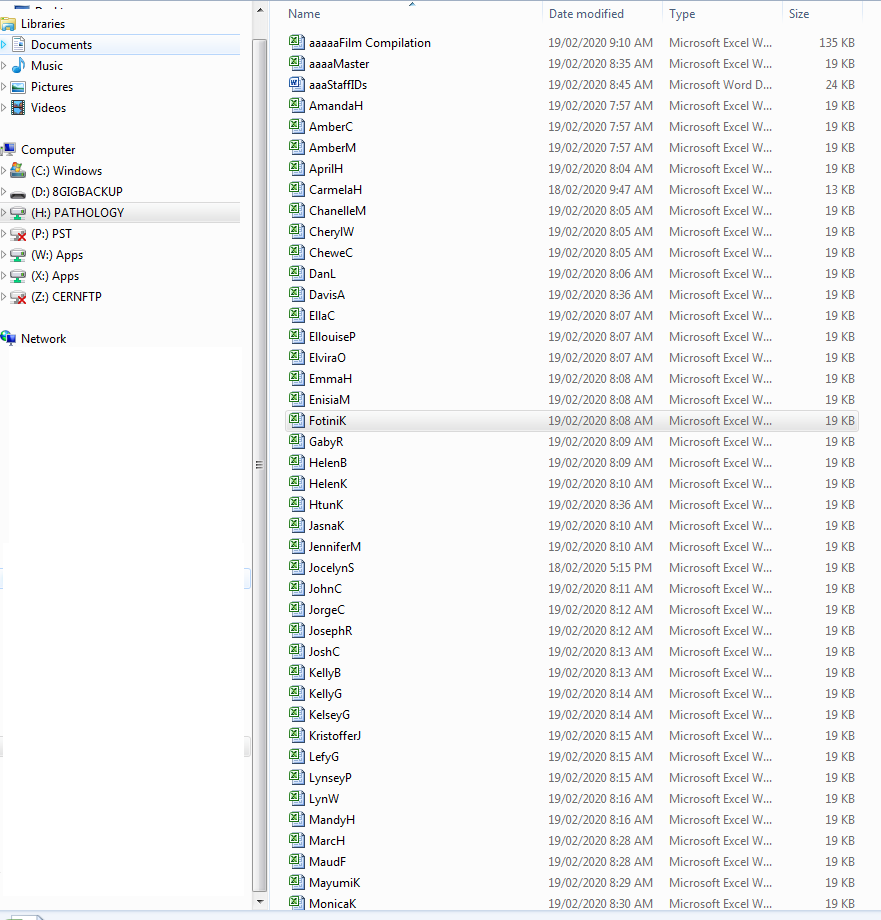 Libraries
Documents
Music
Pictures
Videos
Computer
(C:) Windows
(D:) 8GIGBACKUP
(H:) PATHOLOGY
(P:) PST
(W:) Apps
(X:) Apps
(Z:) CERNFTP
Network
Name Date modified Type Size
aaaaaFilm Compilation 19/02/2020 9:10 AM Microsoft Excel W... 135 KB
aaaaMaster 19/02/2020 8:35 AM Microsoft Excel W... 19 KB
aaaStaffIDs 19/02/2020 8:45 AM Microsoft Word D... 24 KB
AmandaH 19/02/2020 7:57 AM Microsoft Excel W... 19 KB
AmberC 19/02/2020 7:57 AM Microsoft Excel W... 19 KB
AmberM 19/02/2020 7:57 AM Microsoft Excel W... 19 KB
AprilH 19/02/2020 8:04 AM Microsoft Excel W... 19 KB
CarmelaH 18/02/2020 9:47 AM Microsoft Excel W... 13 KB
ChanelleM 19/02/2020 8:05 AM Microsoft Excel W... 19 KB
CherylW 19/02/2020 8:05 AM Microsoft Excel W... 19 KB
CheweC 19/02/2020 8:05 AM Microsoft Excel W... 19 KB
DanL 19/02/2020 8:06 AM Microsoft Excel W... 19 KB
DavisA 19/02/2020 8:36 AM Microsoft Excel W... 19 KB
EllaC 19/02/2020 8:07 AM Microsoft Excel W... 19 KB
EllouiseP 19/02/2020 8:07 AM Microsoft Excel W... 19 KB
ElviraO 19/02/2020 8:07 AM Microsoft Excel W... 19 KB
EmmaH 19/02/2020 8:08 AM Microsoft Excel W... 19 KB
EnisiaM 19/02/2020 8:08 AM Microsoft Excel W... 19 KB
FotiniK 19/02/2020 8:08 AM Microsoft Excel W... 19 KB
GabyR 19/02/2020 8:09 AM Microsoft Excel W... 19 KB
HelenB 19/02/2020 8:09 AM Microsoft Excel W... 19 KB
HelenK 19/02/2020 8:10 AM Microsoft Excel W... 19 KB
HtunK 19/02/2020 8:36 AM Microsoft Excel W... 19 KB
JasnaK 19/02/2020 8:10 AM Microsoft Excel W... 19 KB
JenniferM 19/02/2020 8:10 AM Microsoft Excel W... 19 KB
JocelynS 18/02/2020 5:15 PM Microsoft Excel W... 19 KB
JohnC 19/02/2020 8:11 AM Microsoft Excel W... 19 KB
JorgeC 19/02/2020 8:12 AM Microsoft Excel W... 19 KB
JosephR 19/02/2020 8:12 AM Microsoft Excel W... 19 KB
JoshC 19/02/2020 8:13 AM Microsoft Excel W... 19 KB
KellyB 19/02/2020 8:13 AM Microsoft Excel W... 19 KB
KellyG 19/02/2020 8:14 AM Microsoft Excel W... 19 KB
KelseyG 19/02/2020 8:14 AM Microsoft Excel W... 19 KB
KristofferJ 19/02/2020 8:15 AM Microsoft Excel W... 19 KB
LefyG 19/02/2020 8:15 AM Microsoft Excel W... 19 KB
LynseyP 19/02/2020 8:15 AM Microsoft Excel W... 19 KB
LynW 19/02/2020 8:16 AM Microsoft Excel W... 19 KB
MandyH 19/02/2020 8:16 AM Microsoft Excel W... 19 KB
MarcH 19/02/2020 8:28 AM Microsoft Excel W... 19 KB
MaudF 19/02/2020 8:28 AM Microsoft Excel W... 19 KB
MayumiK 19/02/2020 8:29 AM Microsoft Excel W... 19 KB
MonicaK 19/02/2020 8:30 AM Microsoft Excel W... 19 KB